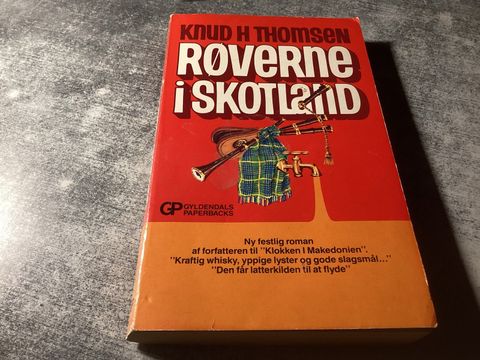 KNUD H THOMSEN
RØVERNE
i SKOTLAND
GP GYLDENDALS
PAPERBACKS
Ny festlig roman
af forfatteren til "Klokken I Makedonien".
"Kraftig whisky, yppige lyster og gode slagsmål..."
"Den får latterkilden til at flyde"